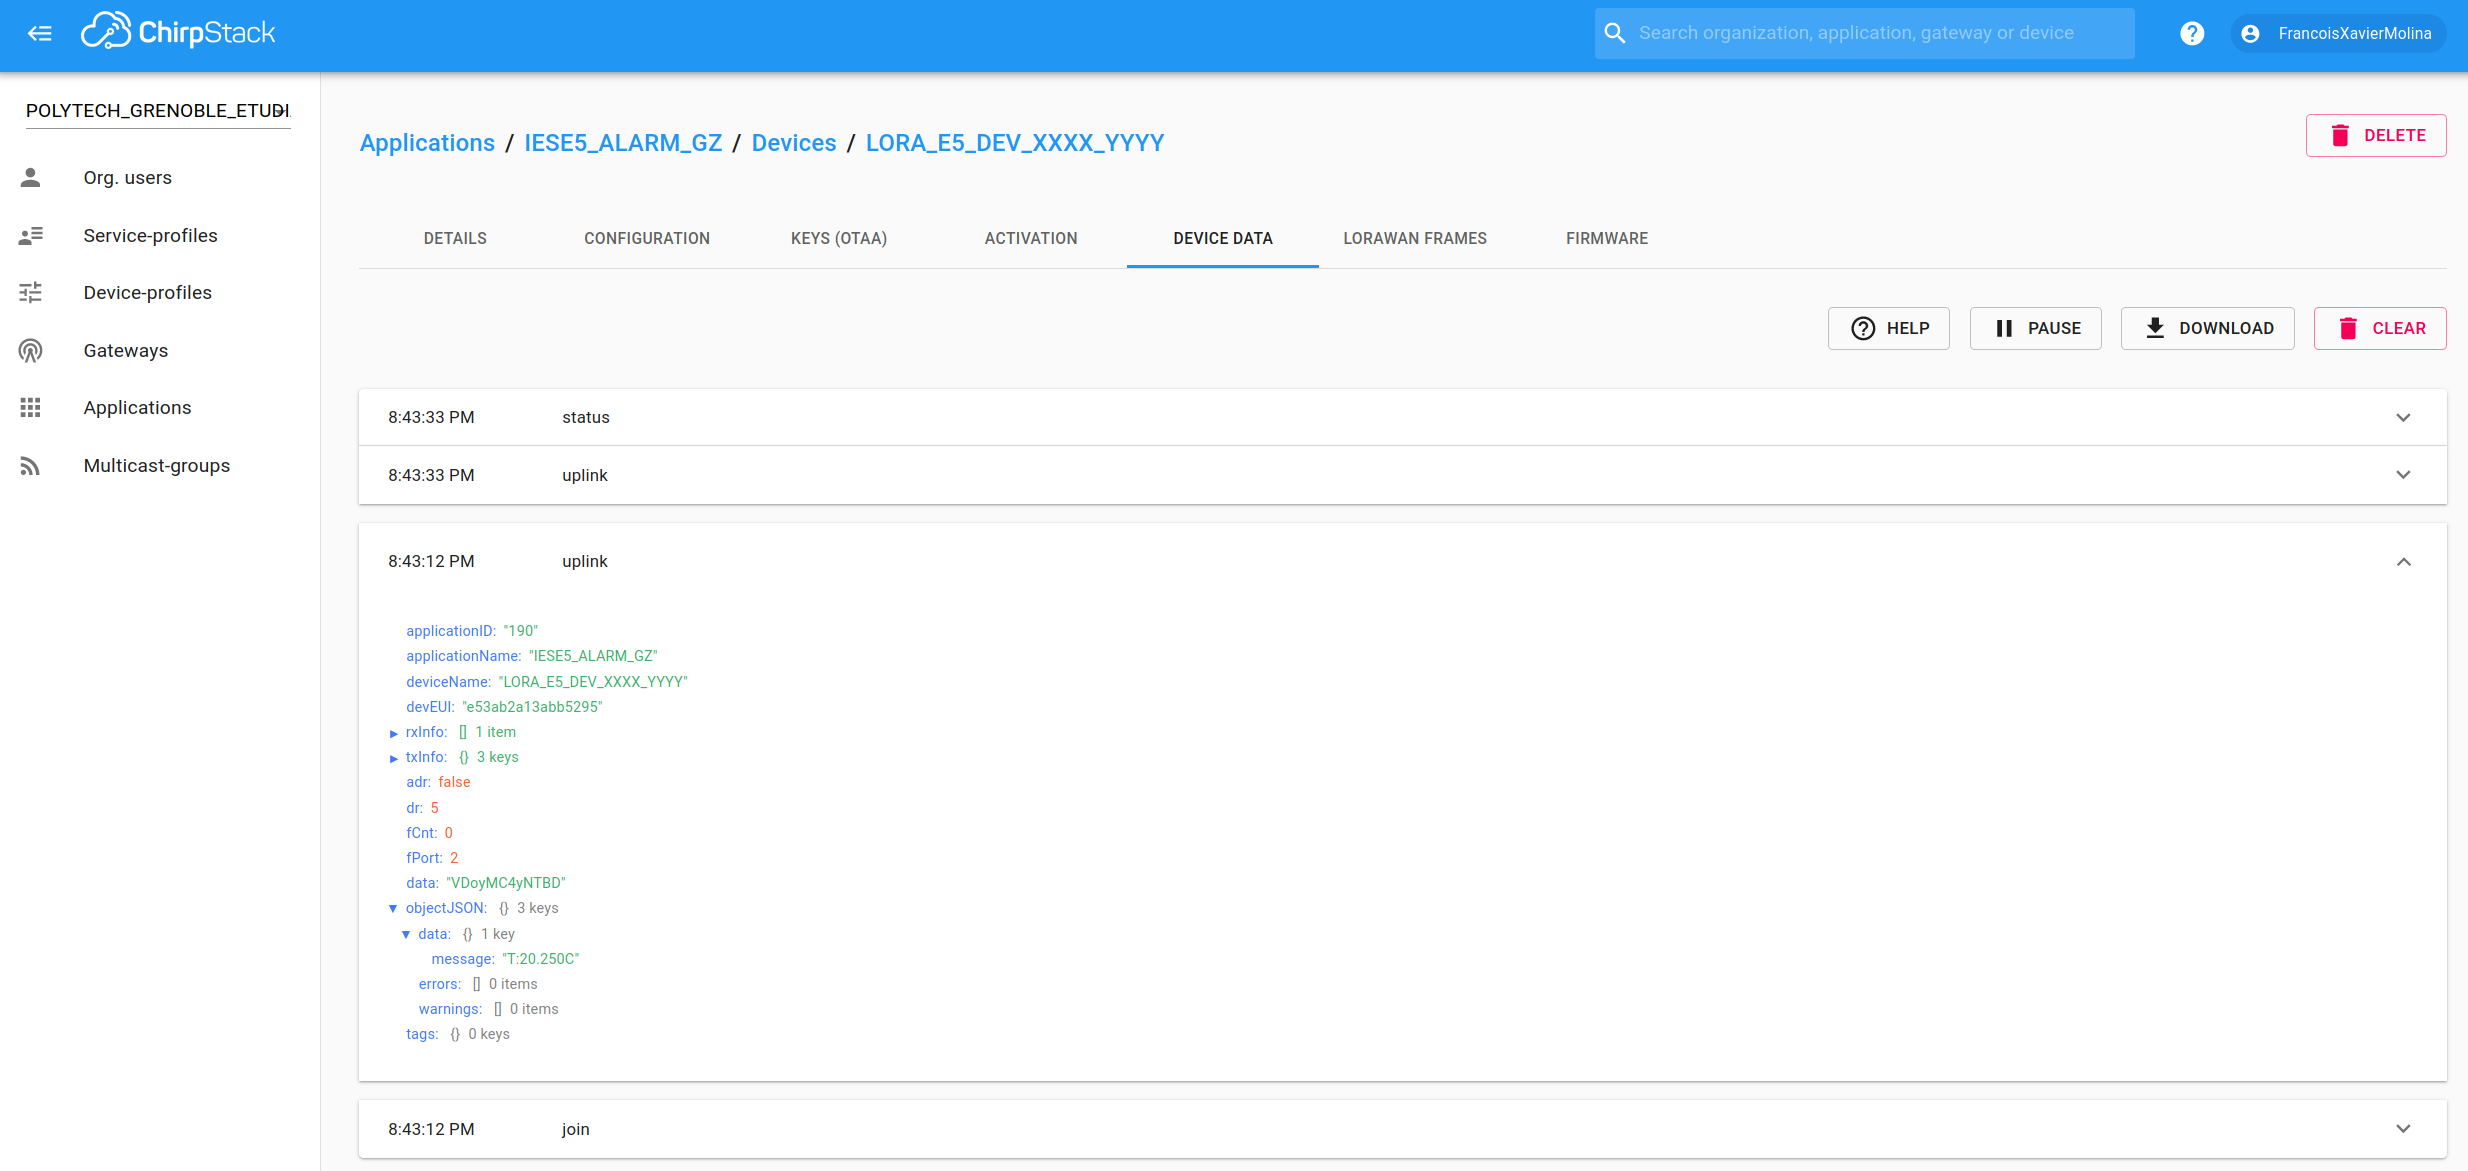 ChirpStack
Search organization, application, gateway or device
FrancoisXavierMolina
POLYTECH_GRENOBLE_ETUDI
Org. users
Service-profiles
Device-profiles
Gateways
Applications
Multicast-groups
Applications / IESE5_ALARM_GZ / Devices / LORA_E5_DEV_XXXX_YYYY
DELETE
DETAILS CONFIGURATION KEYS (OTAA) ACTIVATION DEVICE DATA LORAWAN FRAMES FIRMWARE
HELP PAUSE DOWNLOAD CLEAR
8:43:33 PM status
8:43:33 PM uplink
8:43:12 PM uplink
applicationID: "190"
applicationName: "IESE5_ALARM_GZ"
deviceName: "LORA_E5_DEV_XXXX_YYYY"
devEUI: "e53ab2a13abb5295"
rxInfo: [] 1 item
txInfo: {} 3 keys
adr: false
dr: 5
fCnt: 0
fPort: 2
data: "VDoyMC4yNTBD"
objectJSON: {} 3 keys
data: {} 1 key
message: "T:20.250C"
errors: [] 0 items
warnings: [] 0 items
tags: {} 0 keys
8:43:12 PM join